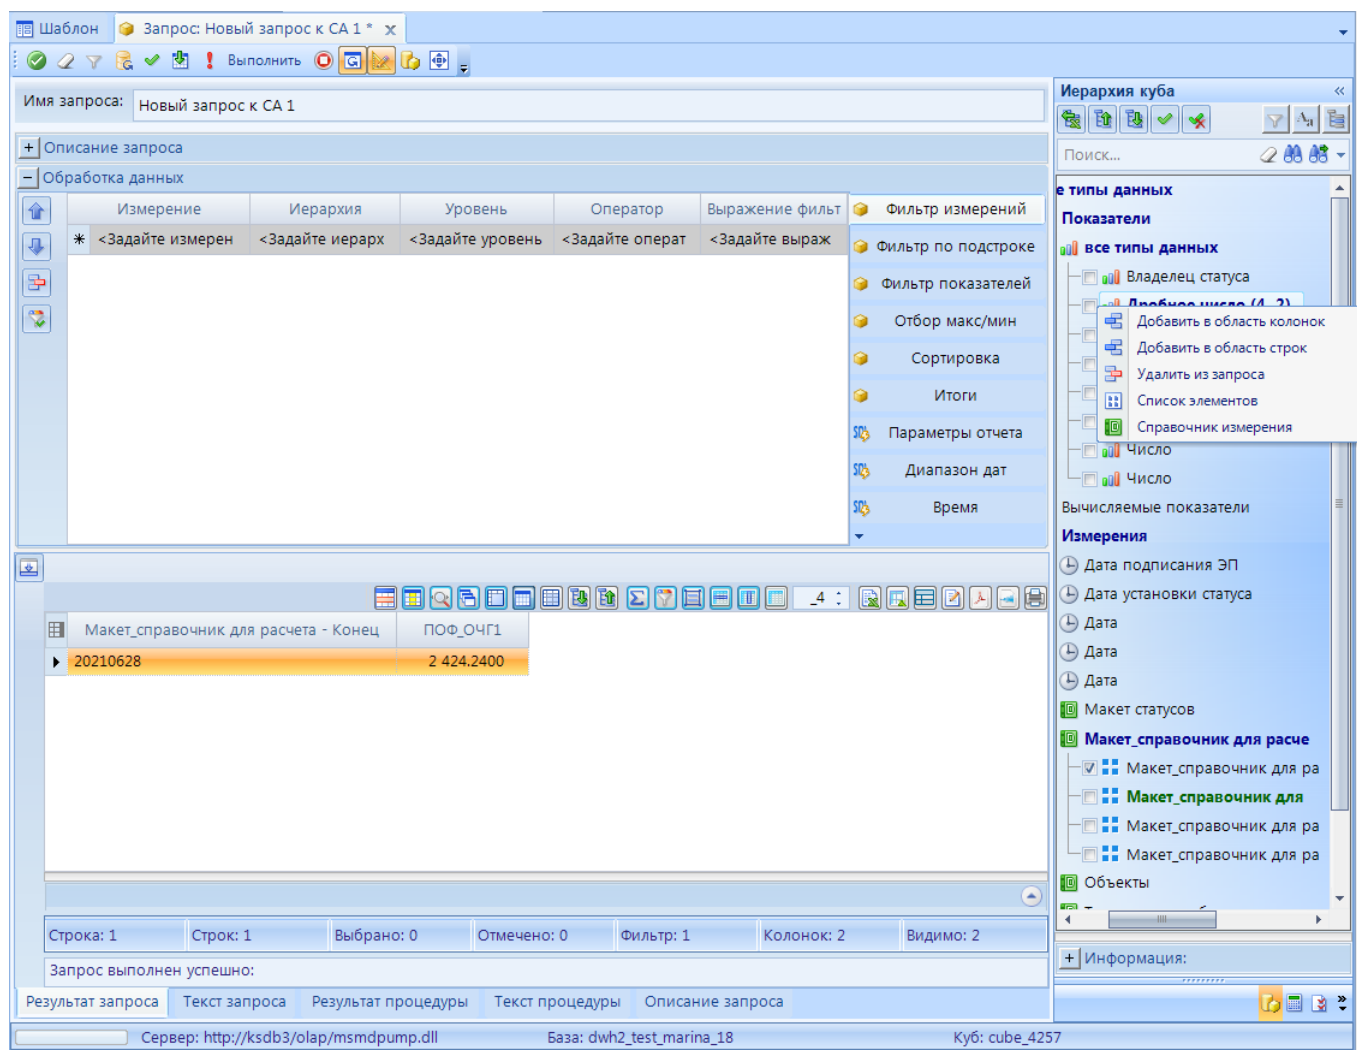 Шаблон
Запрос: Новый запрос к СА 1 * x
Выполнить
Имя запроса: Новый запрос к СА 1
Описание запроса
Обработка данных
Измерение Иерархия Уровень Оператор Выражение фильт
<Задайте измерен <Задайте иерарх <Задайте уровень <Задайте операт <Задайте выраж
Фильтр измерений
Фильтр по подстроке
Фильтр показателей
Отбор макс/мин
Сортировка
Итоги
Параметры отчета
Диапазон дат
Время
_4
Макет_справочник для расчета - Конец ПОФ_ОЧГ1
20210628 2 424.2400
Строка: 1 Строк: 1 Выбрано: 0 Отмечено: 0 Фильтр: 1 Колонок: 2 Видимо: 2
Запрос выполнен успешно:
Результат запроса Текст запроса Результат процедуры Текст процедуры Описание запроса
Сервер: http://ksdb3/olap/msmdpump.dll База: dwh2_test_marina_18 Куб: cube_4257
Иерархия куба
Поиск...
е типы данных
Показатели
все типы данных
Владелец статуса
Дробное число (4, 2)
Добавить в область колонок
Добавить в область строк
Удалить из запроса
Список элементов
Справочник измерения
Число
Число
Вычисляемые показатели
Измерения
Дата подписания ЭП
Дата установки статуса
Дата
Дата
Дата
Макет статусов
Макет_справочник для расче
Макет_справочник для ра
Макет_справочник для
Макет_справочник для ра
Макет_справочник для ра
Объекты
Информация: